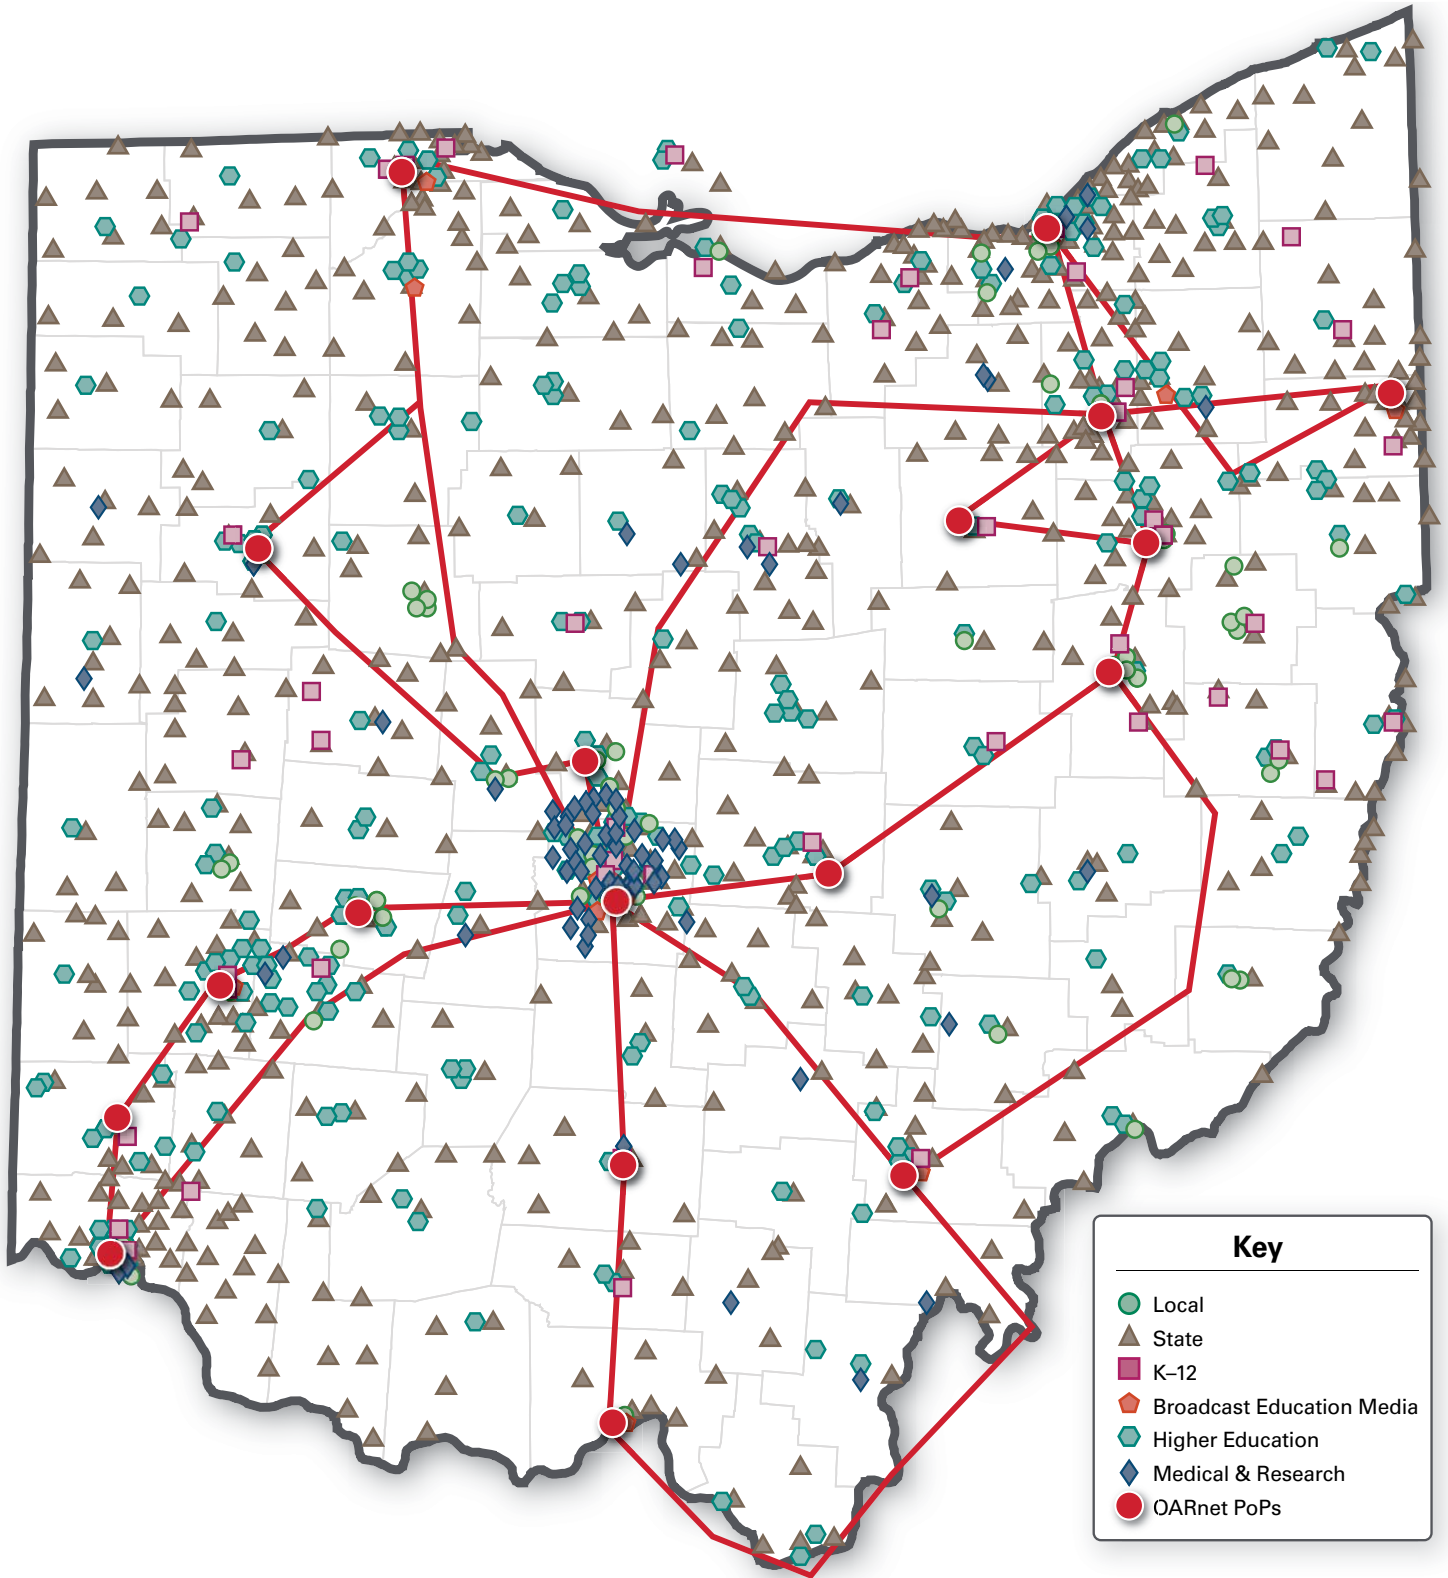 Key
Local
State
K–12
Broadcast Education Media
Higher Education
Medical & Research
OARnet PoPs